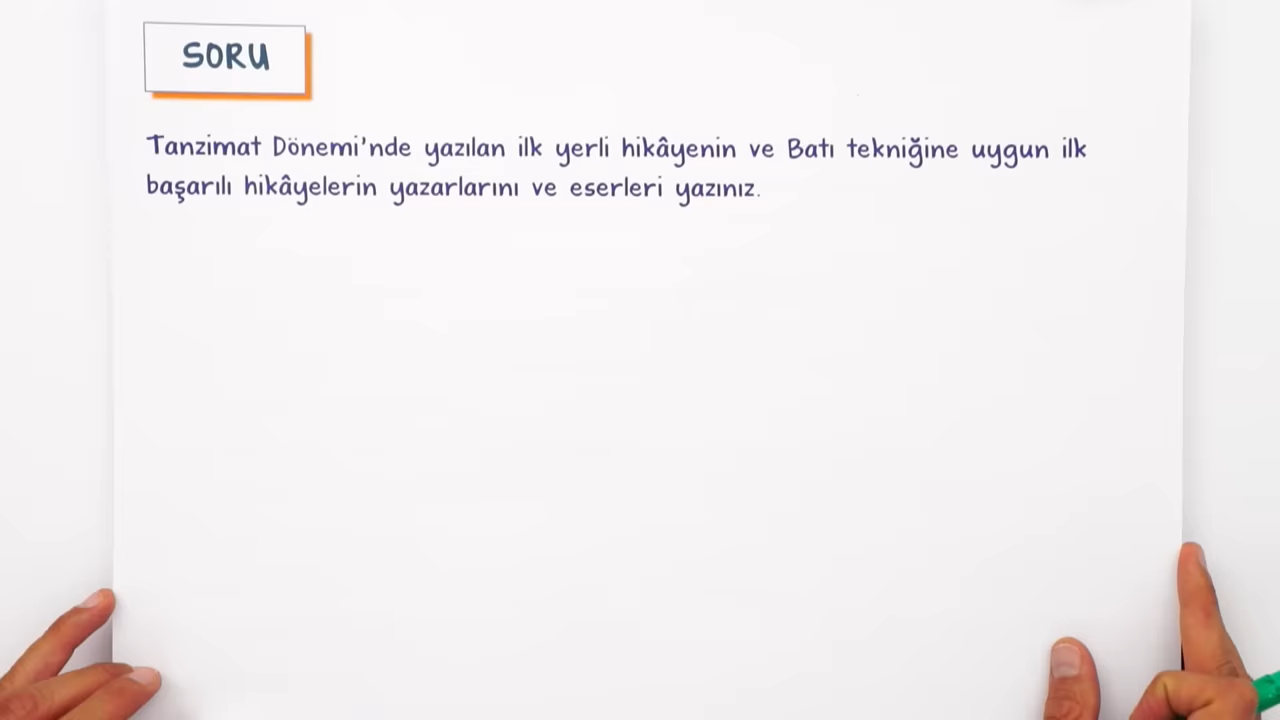 SORU
Tanzimat Dönemi'nde yazılan ilk yerli hikâyenin ve Batı tekniğine uygun ilk
başarılı hikâyelerin yazarlarını ve eserleri yazınız.